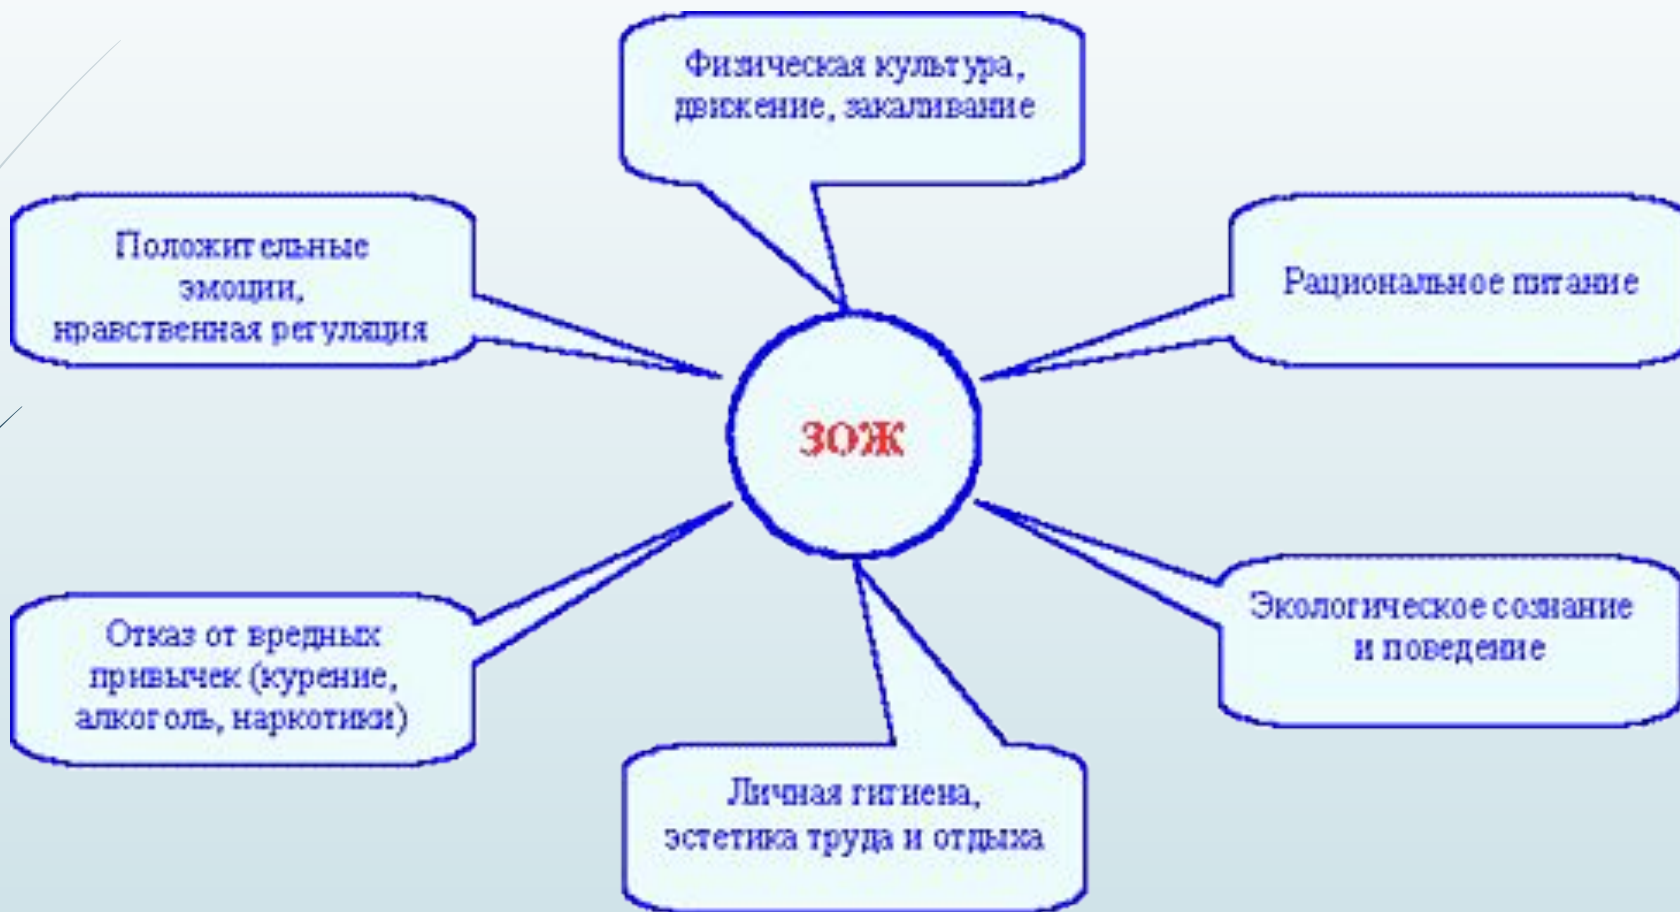 Физическая культура,
движение, закаливание
Положительные
эмоции,
нравственная регуляция
Рациональное питание
ЗОЖ
Отказ от вредных
привычек (курение,
алкоголь, наркотики)
Экологическое сознание
и поведение
Личная гигиена,
эстетика труда и отдыха